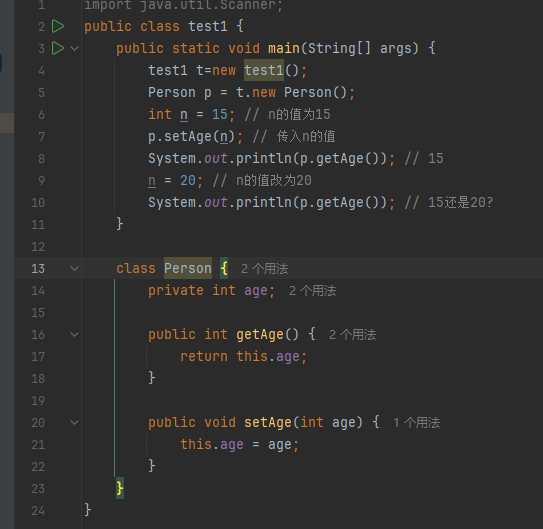 1 import java.util.Scanner;
2 public class test1 {
3 public static void main(String[] args) {
4 test1 t=new test1();
5 Person p = t.new Person();
6 int n = 15; // n的值为15
7 p.setAge(n); // 传入n的值
8 System.out.println(p.getAge()); // 15
9 n = 20; // n的值改为20
10 System.out.println(p.getAge()); // 15还是20?
11 }
12
13 class Person { 2 个用法
14 private int age; 2 个用法
15
16 public int getAge() { 2 个用法
17 return this.age;
18 }
19
20 public void setAge(int age) { 1 个用法
21 this.age = age;
22 }
23 }
24 }